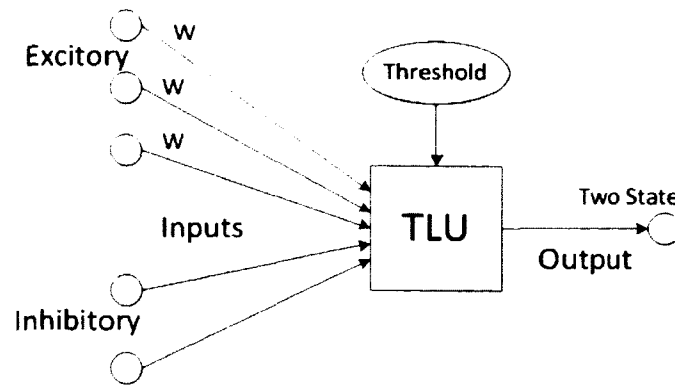 W
Excitory
Threshold
W
W
Two State
Inputs
TLU
Output
Inhibitory